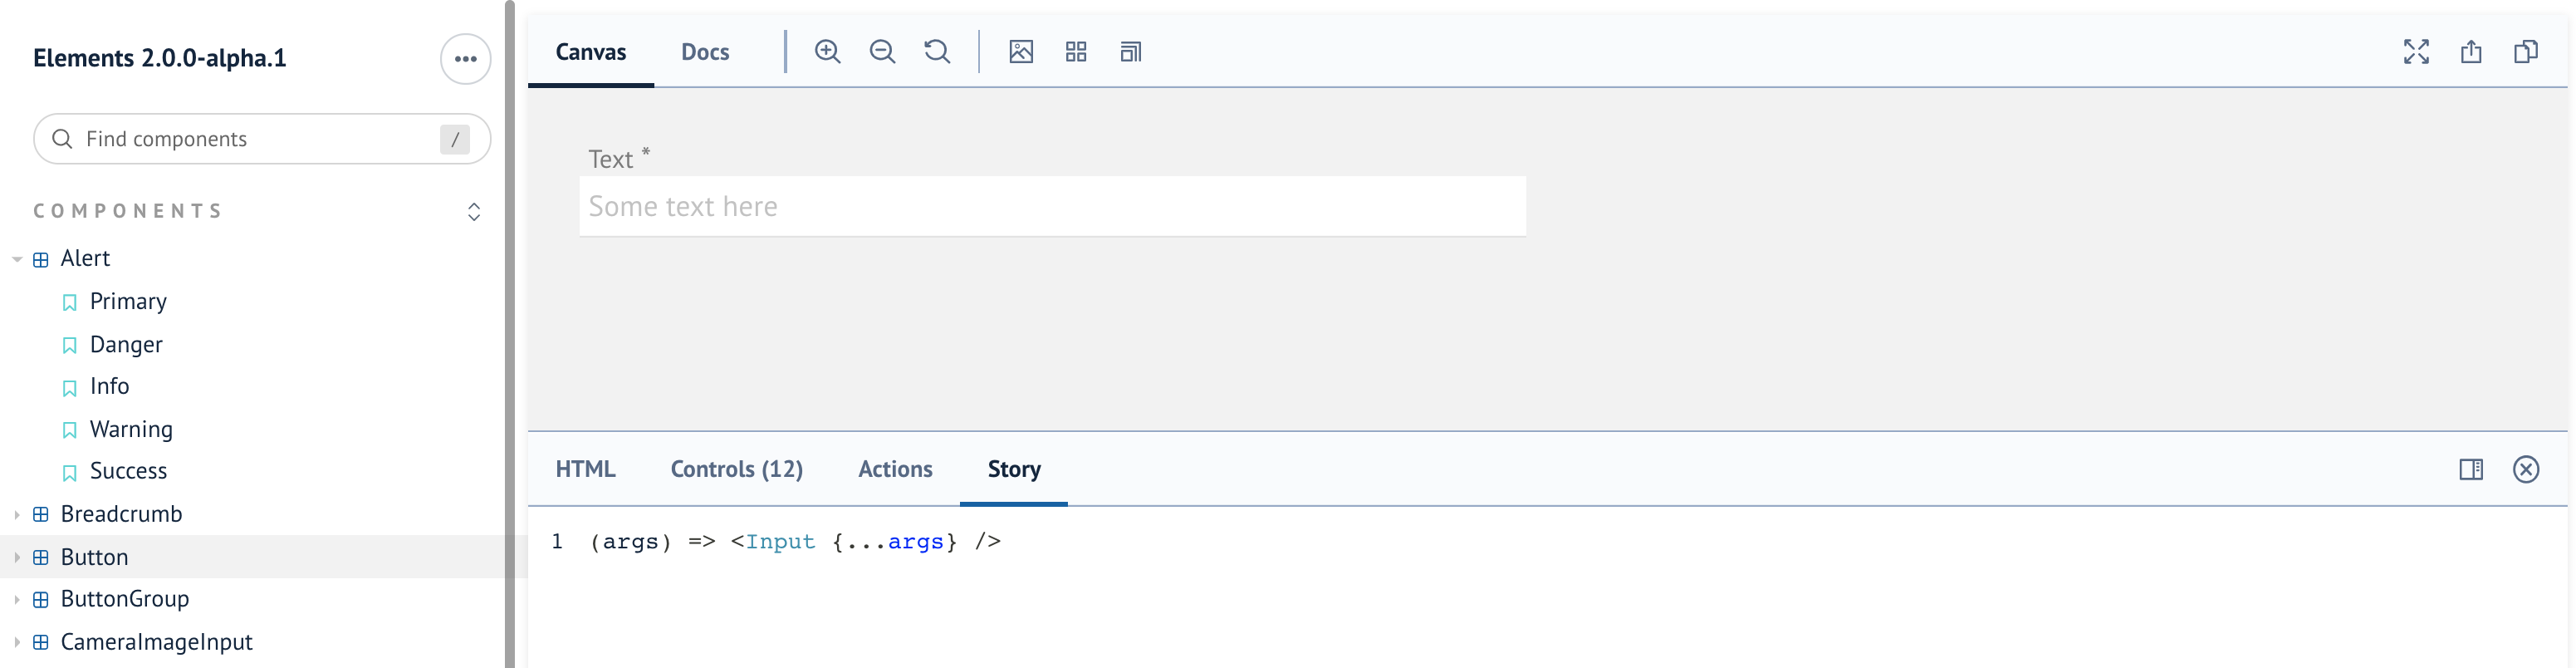 Elements 2.0.0-alpha.1
Find components /
COMPONENTS
Alert
Primary
Danger
Info
Warning
Success
Breadcrumb
Button
ButtonGroup
CameraImageInput
Canvas Docs
Text *
Some text here
HTML Controls (12) Actions Story
1 (args) => <Input {...args} />